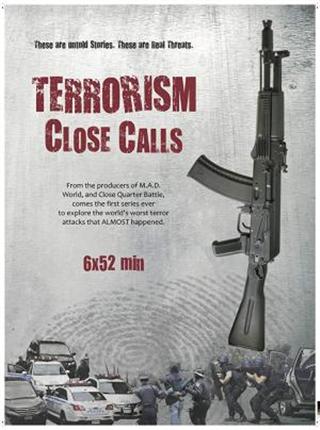 These are untold Stories. These are Real Threats.
TERRORISM
CLOSE CALLS
From the producers of M.A.D.
World, and Close Quarter Battle,
comes the first series ever
to explore the world's worst terror
attacks that ALMOST happened.
6x52 min